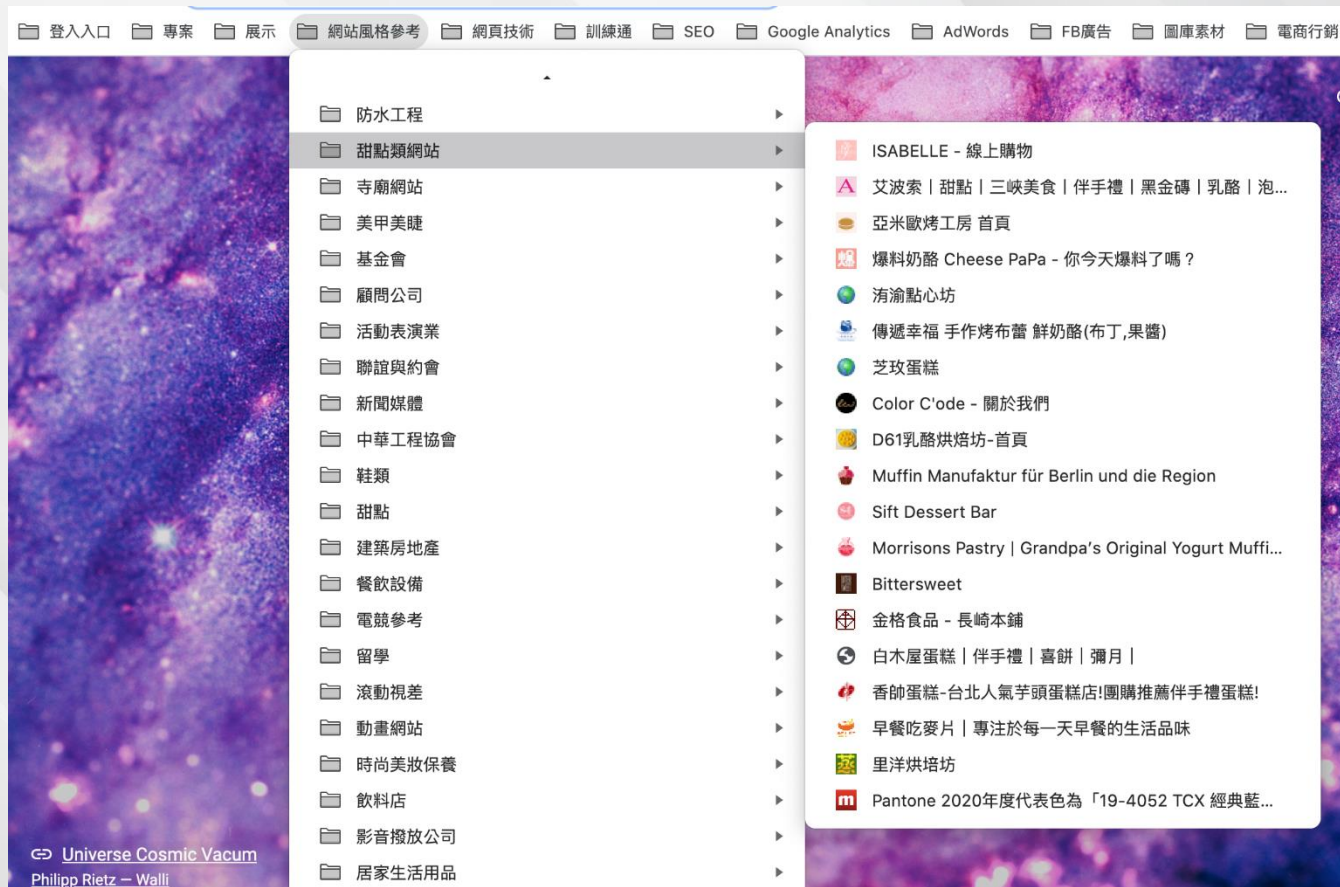 登入入口 專案 展示 網站風格參考 網頁技術 訓練通 SEO Google Analytics AdWords FB廣告 圖庫素材 電商行銷
防水工程
甜點類網站
寺廟網站
美甲美睫
基金會
顧問公司
活動表演業
聯誼與約會
新聞媒體
中華工程協會
鞋類
甜點
建築房地產
餐飲設備
電競參考
留學
滾動視差
動畫網站
時尚美妝保養
飲料店
影音撥放公司
居家生活用品
ISABELLE - 線上購物
艾波索 | 甜點 | 三峽美食 | 伴手禮 | 黑金磚 | 乳酪 | 泡...
亞米歐烤工房 首頁
爆料奶酪 Cheese PaPa - 你今天爆料了嗎？
洧渝點心坊
傳遞幸福 手作烤布蕾 鮮奶酪(布丁,果醬)
芝玫蛋糕
Color C'ode - 關於我們
D61乳酪烘焙坊-首頁
Muffin Manufaktur für Berlin und die Region
Sift Dessert Bar
Morrisons Pastry | Grandpa's Original Yogurt Muffi...
Bittersweet
金格食品 - 長崎本鋪
白木屋蛋糕 | 伴手禮 | 喜餅 | 彌月 |
香帥蛋糕-台北人氣芋頭蛋糕店!團購推薦伴手禮蛋糕!
早餐吃麥片 | 專注於每一天早餐的生活品味
里洋烘培坊
Pantone 2020年度代表色為「19-4052 TCX 經典藍...
Universe Cosmic Vacum
Philipp Rietz — Walli